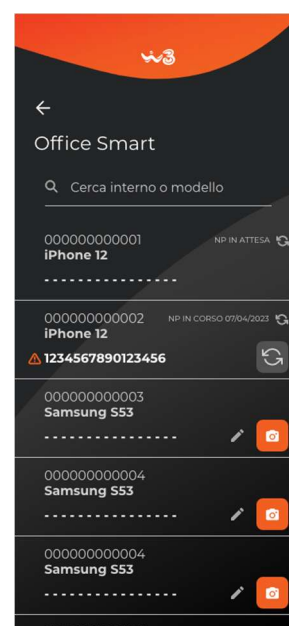 W3
Office Smart
Cerca interno o modello
000000000001 NP IN ATTESA
iPhone 12
- - - - - - - - - - - - - - - -
000000000002 NP IN CORSO 07/04/2023
iPhone 12
1234567890123456
000000000003
Samsung S53
- - - - - - - - - - - - - - - -
000000000004
Samsung S53
- - - - - - - - - - - - - - - -
000000000004
Samsung S53
- - - - - - - - - - - - - - - -